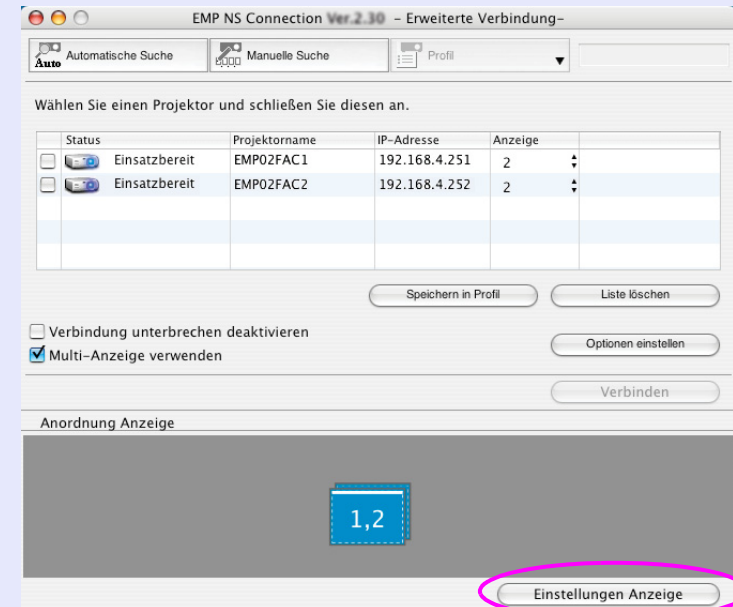 EMP NS Connection Ver.2.30 – Erweiterte Verbindung–
Auto Automatische Suche Manuelle Suche Profil
Wählen Sie einen Projektor und schließen Sie diesen an.
Status Projektorname IP-Adresse Anzeige
Einsatzbereit EMP02FAC1 192.168.4.251 2
Einsatzbereit EMP02FAC2 192.168.4.252 2
Speichern in Profil Liste löschen
Verbindung unterbrechen deaktivieren
Optionen einstellen
Multi-Anzeige verwenden
Verbinden
Anordnung Anzeige
1,2
Einstellungen Anzeige